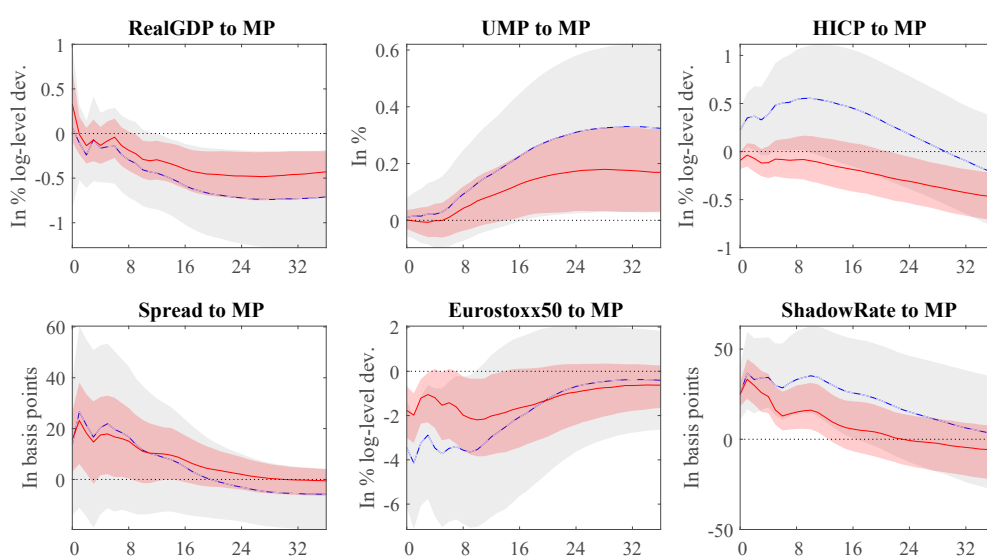 RealGDP to MP
In % log-level dev.
1
0.5
0
-0.5
-1
0 8 16 24 32
UMP to MP
In %
0.6
0.4
0.2
0
0 8 16 24 32
HICP to MP
In % log-level dev.
1
0.5
0
-0.5
-1
0 8 16 24 32
Spread to MP
In basis points
60
40
20
0
0 8 16 24 32
Eurostoxx50 to MP
In % log-level dev.
2
0
-2
-4
-6
0 8 16 24 32
ShadowRate to MP
In basis points
50
0
-50
0 8 16 24 32